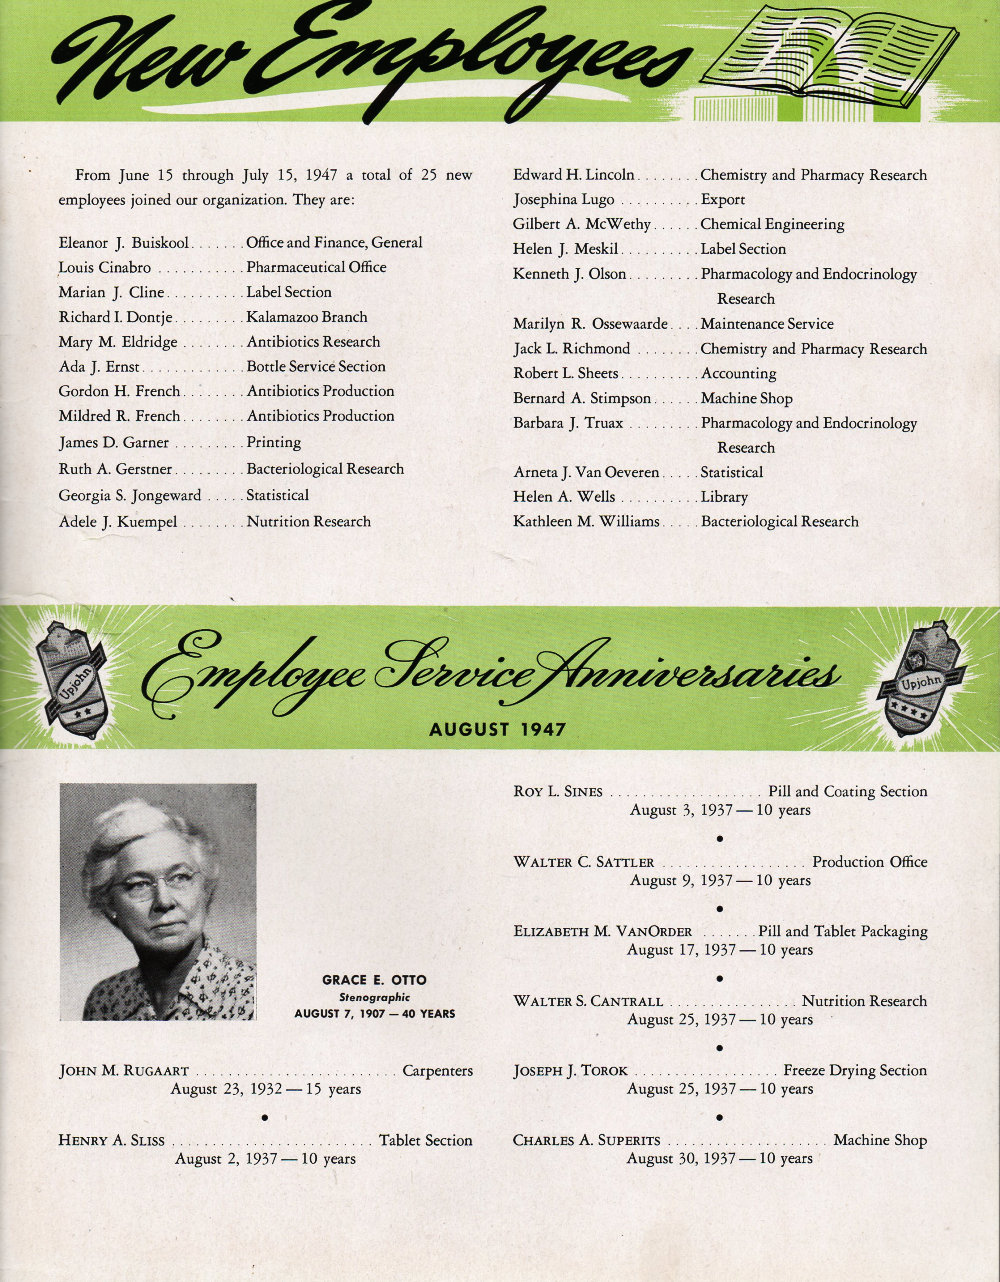 New Employees
From June 15 through July 15, 1947 a total of 25 new
employees joined our organization. They are:
Eleanor J. Buiskool.......Office and Finance, General
Louis Cinabro ...........Pharmaceutical Office
Marian J. Cline..........Label Section
Richard I. Dontje.........Kalamazoo Branch
Mary M. Eldridge ........Antibiotics Research
Ada J. Ernst.............Bottle Service Section
Gordon H. French........Antibiotics Production
Mildred R. French........Antibiotics Production
James D. Garner .........Printing
Ruth A. Gerstner.........Bacteriological Research
Georgia S. Jongeward .....Statistical
Adele J. Kuempel ........Nutrition Research
Edward H. Lincoln........Chemistry and Pharmacy Research
Josephina Lugo ..........Export
Gilbert A. McWethy......Chemical Engineering
Helen J. Meskil..........Label Section
Kenneth J. Olson.........Pharmacology and Endocrinology
Research
Marilyn R. Ossewaarde....Maintenance Service
Jack L. Richmond ........Chemistry and Pharmacy Research
Robert L. Sheets..........Accounting
Bernard A. Stimpson......Machine Shop
Barbara J. Truax .........Pharmacology and Endocrinology
Research
Arneta J. Van Oeveren.....Statistical
Helen A. Wells ..........Library
Kathleen M. Williams.....Bacteriological Research
Upjohn
Employee Service Anniversaries
Upjohn
AUGUST 1947
GRACE E. OTTO
Stenographic
AUGUST 7, 1907 — 40 YEARS
JOHN M. RUGAART ......................... Carpenters
August 23, 1932 — 15 years
•
HENRY A. SLISS ......................... Tablet Section
August 2, 1937 — 10 years
ROY L. SINES ................... Pill and Coating Section
August 3, 1937 — 10 years
•
WALTER C. SATTLER .................. Production Office
August 9, 1937 — 10 years
•
ELIZABETH M. VANORDER .......Pill and Tablet Packaging
August 17, 1937 — 10 years
•
WALTER S. CANTRALL ................ Nutrition Research
August 25, 1937 — 10 years
•
JOSEPH J. TOROK .................. Freeze Drying Section
August 25, 1937 — 10 years
•
CHARLES A. SUPERITS .................... Machine Shop
August 30, 1937 — 10 years